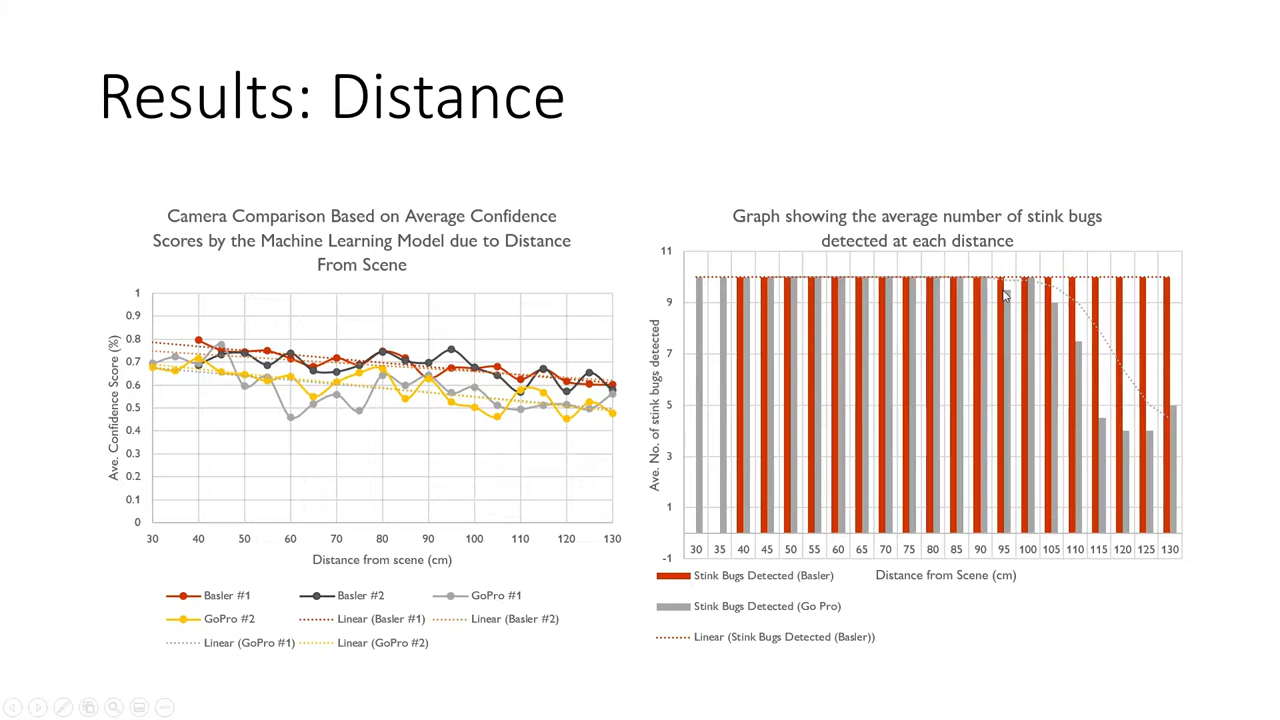 Results: Distance
Camera Comparison Based on Average Confidence
Scores by the Machine Learning Model due to Distance
From Scene
1
0.9
0.8
0.7
0.6
0.5
0.4
0.3
0.2
0.1
0
Ave. Confidence Score (%)
30 40 50 60 70 80 90 100 110 120 130
Distance from scene (cm)
Basler #1 Basler #2 GoPro #1
GoPro #2 Linear (Basler #1) Linear (Basler #2)
Linear (GoPro #1) Linear (GoPro #2)
Graph showing the average number of stink bugs
detected at each distance
11
9
7
5
3
1
-1
Ave. No. of stink bugs detected
30 35 40 45 50 55 60 65 70 75 80 85 90 95 100 105 110 115 120 125 130
Distance from Scene (cm)
Stink Bugs Detected (Basler)
Stink Bugs Detected (Go Pro)
Linear (Stink Bugs Detected (Basler))